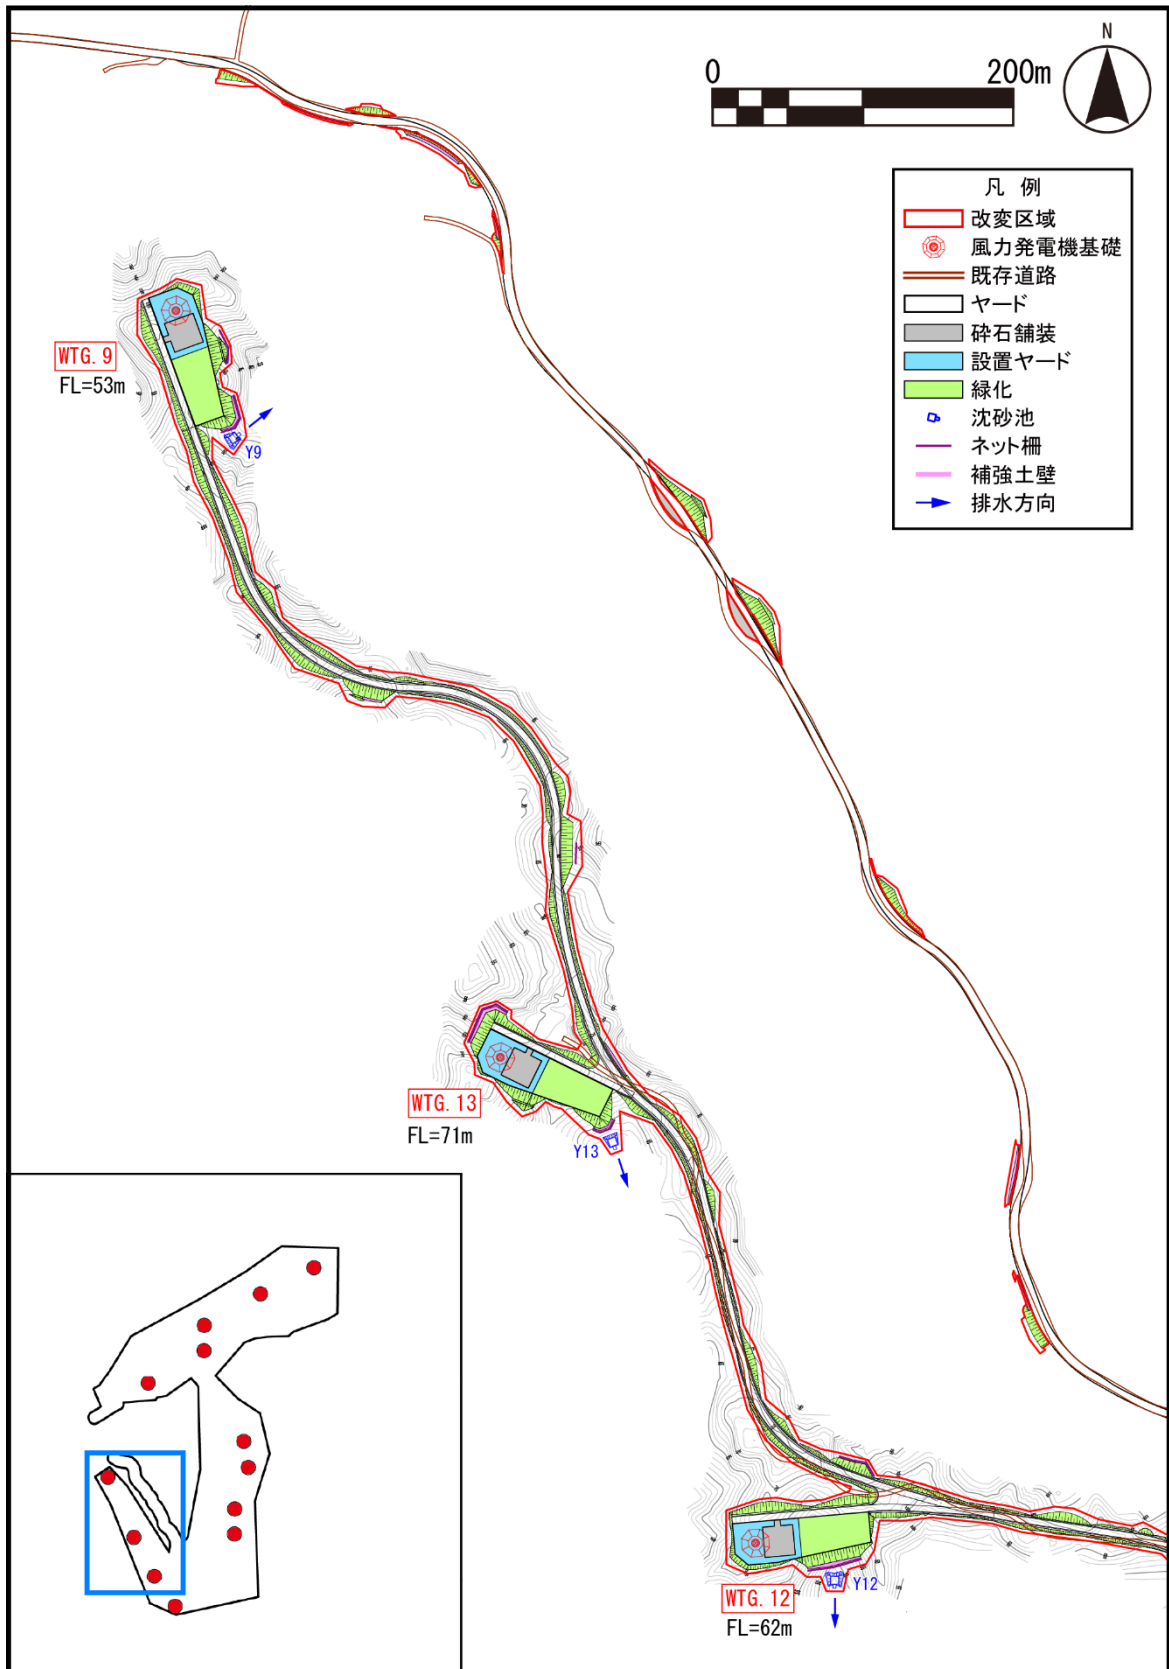 0 200m
N
凡 例
改変区域
風力発電機基礎
既存道路
ヤード
砕石舗装
設置ヤード
緑化
沈砂池
ネット柵
補強土壁
排水方向
WTG. 9
FL=53m
Y9
WTG. 13
FL=71m
Y13
WTG. 12
FL=62m
Y12